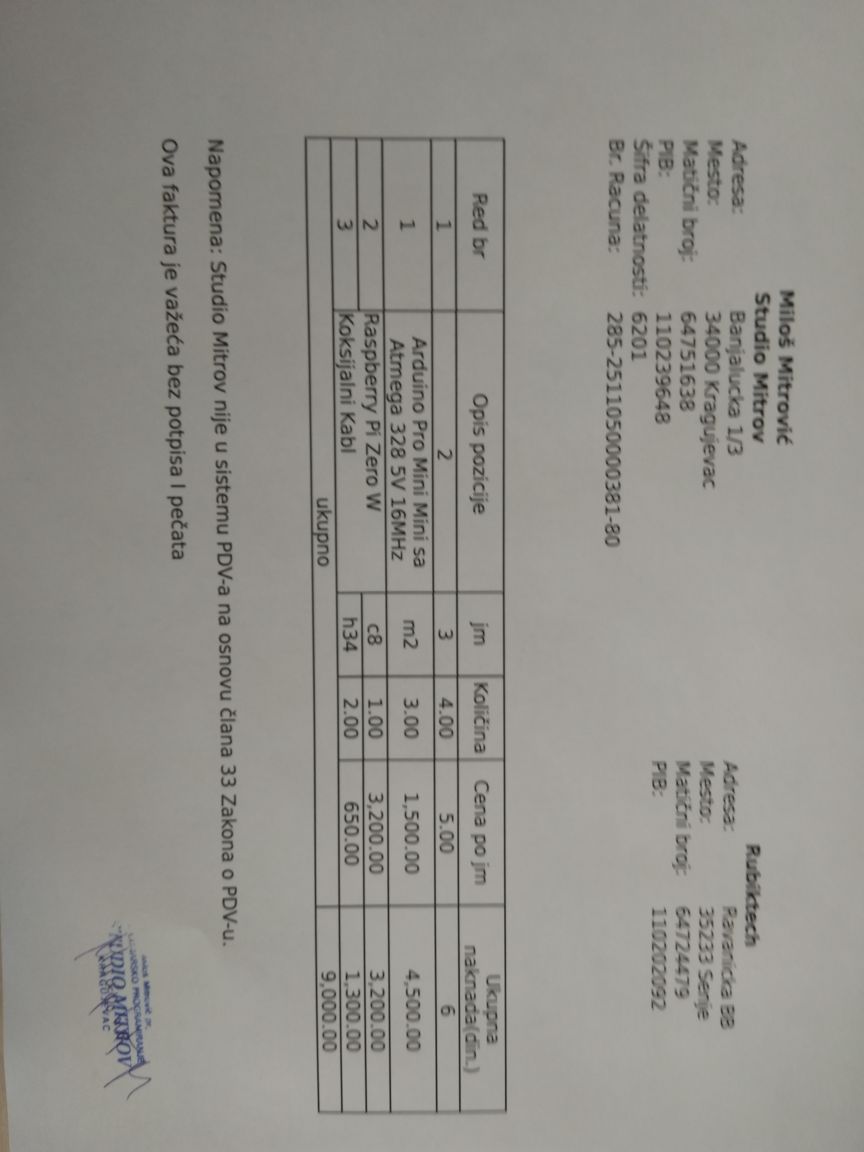 Miloš Mitrović
Studio Mitrov
Adresa: Banjalucka 1/3
Mesto: 34000 Kragujevac
Matični broj: 64751638
PIB: 110239648
Šifra delatnosti: 6201
Br. Racuna: 285-2511050000381-80
Rubiktech
Adresa: Ravanicka BB
Mesto: 35233 Senje
Matični broj: 64724479
PIB: 110202092
Red br Opis pozicije jm Količina Cena po jm Ukupna naknada(din.)
1 2 3 4.00 5.00 6
1 Arduino Pro Mini Mini sa
Atmega 328 5V 16MHz m2 3.00 1,500.00 4,500.00
2 Raspberry Pi Zero W c8 1.00 3,200.00 3,200.00
3 Koksijalni Kabl h34 2.00 650.00 1,300.00
ukupno 9,000.00
Napomena: Studio Mitrov nije u sistemu PDV-a na osnovu člana 33 Zakona o PDV-u.
Ova faktura je važeća bez potpisa I pečata
Miloš Mitrović pr.
PROGRAMIRANJE
STUDIO MITROV
KRAGUJEVAC